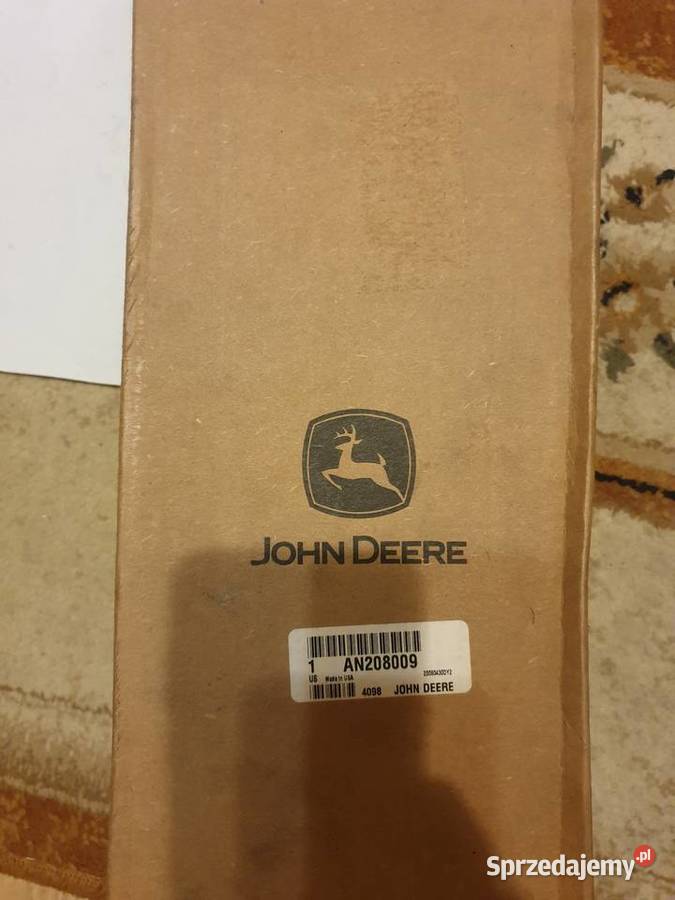 JOHN DEERE
1 AN208009
US Made in USA
4098 JOHN DEERE
Sprzedajemy.pl